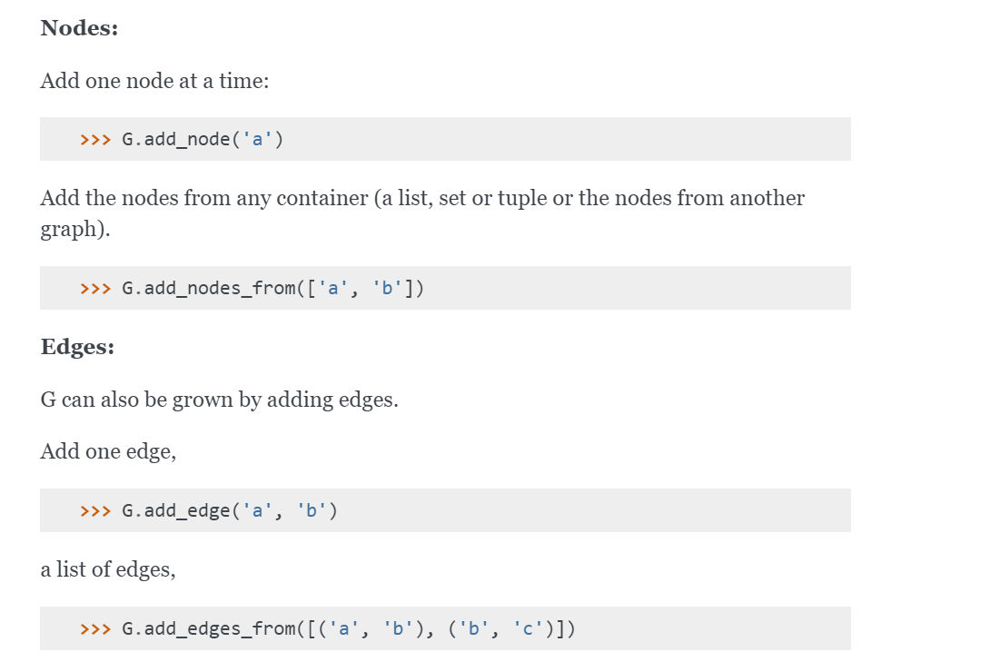 Nodes:
Add one node at a time:
>>> G.add_node('a')
Add the nodes from any container (a list, set or tuple or the nodes from another
graph).
>>> G.add_nodes_from(['a', 'b'])
Edges:
G can also be grown by adding edges.
Add one edge,
>>> G.add_edge('a', 'b')
a list of edges,
>>> G.add_edges_from([('a', 'b'), ('b', 'c')])